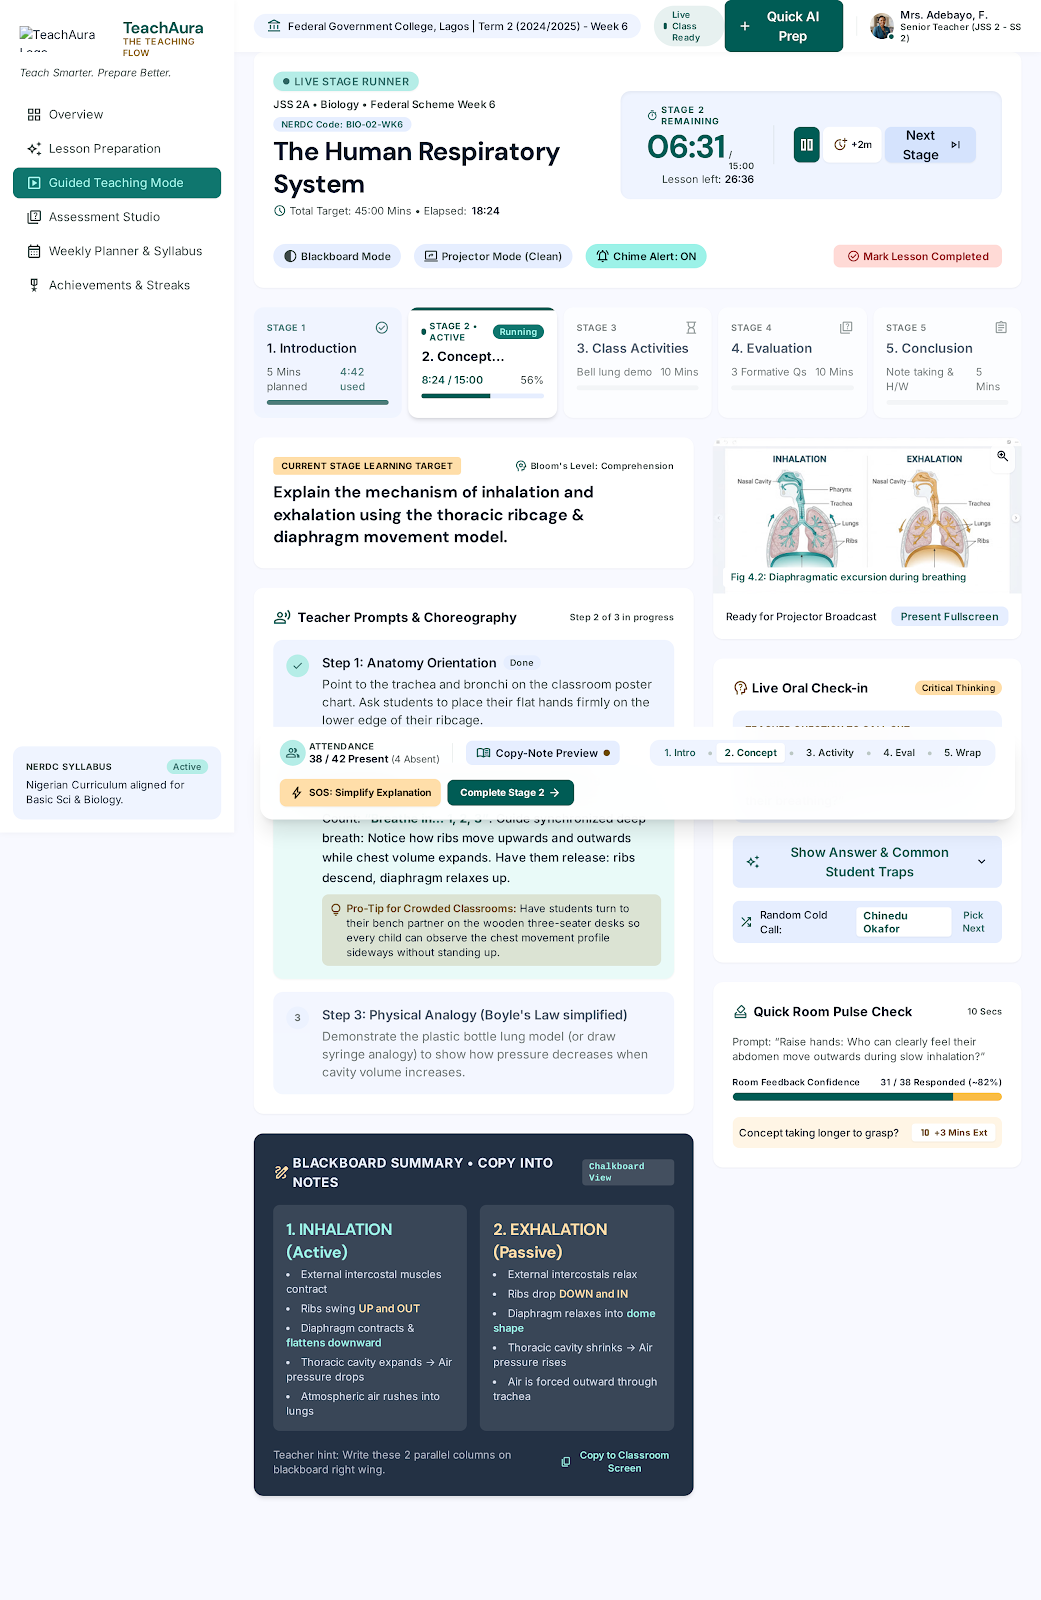 TeachAura
Logo
TeachAura
THE TEACHING
FLOW
Teach Smarter. Prepare Better.
Overview
Lesson Preparation
Guided Teaching Mode
Assessment Studio
Weekly Planner & Syllabus
Achievements & Streaks
NERDC SYLLABUS
Active
Nigerian Curriculum aligned for
Basic Sci & Biology.
Federal Government College, Lagos | Term 2 (2024/2025) - Week 6
Live
Class
Ready
Quick AI
Prep
Mrs. Adebayo, F.
Senior Teacher (JSS 2 - SS
2)
LIVE STAGE RUNNER
JSS 2A • Biology • Federal Scheme Week 6
NERDC Code: BIO-02-WK6
The Human Respiratory
System
Total Target: 45:00 Mins • Elapsed: 18:24
STAGE 2
REMAINING
06:31 /
15:00
Lesson left: 26:36
+2m
Next
Stage
Blackboard Mode
Projector Mode (Clean)
Chime Alert: ON
Mark Lesson Completed
STAGE 1
1. Introduction
5 Mins
planned
4:42
used
STAGE 2 •
ACTIVE
Running
2. Concept...
8:24 / 15:00
56%
STAGE 3
3. Class Activities
Bell lung demo
10 Mins
STAGE 4
4. Evaluation
3 Formative Qs
10 Mins
STAGE 5
5. Conclusion
Note taking &
H/W
5
Mins
CURRENT STAGE LEARNING TARGET
Bloom's Level: Comprehension
Explain the mechanism of inhalation and
exhalation using the thoracic ribcage &
diaphragm movement model.
INHALATION
EXHALATION
Nasal Cavity
Pharynx
Trachea
Lungs
Ribs
Nasal Cavity
Trachea
Lungs
Ribs
Fig 4.2: Diaphragmatic excursion during breathing
Ready for Projector Broadcast
Present Fullscreen
Teacher Prompts & Choreography
Step 2 of 3 in progress
Step 1: Anatomy Orientation
Done
Point to the trachea and bronchi on the classroom poster
chart. Ask students to place their flat hands firmly on the
lower edge of their ribcage.
Live Oral Check-in
Critical Thinking
ATTENDANCE
38 / 42 Present (4 Absent)
Copy-Note Preview
1. Intro
2. Concept
3. Activity
4. Eval
5. Wrap
SOS: Simplify Explanation
Complete Stage 2
Count: "Breathe in... 1, 2, 3". Guide synchronized deep
breath: Notice how ribs move upwards and outwards
while chest volume expands. Have them release: ribs
descend, diaphragm relaxes up.
Pro-Tip for Crowded Classrooms: Have students turn to
their bench partner on the wooden three-seater desks so
every child can observe the chest movement profile
sideways without standing up.
3
Step 3: Physical Analogy (Boyle's Law simplified)
Demonstrate the plastic bottle lung model (or draw
syringe analogy) to show how pressure decreases when
cavity volume increases.
Show Answer & Common
Student Traps
Random Cold
Call:
Chinedu
Okafor
Pick
Next
Quick Room Pulse Check
10 Secs
Prompt: "Raise hands: Who can clearly feel their
abdomen move outwards during slow inhalation?"
Room Feedback Confidence
31 / 38 Responded (~82%)
Concept taking longer to grasp?
+3 Mins Ext
BLACKBOARD SUMMARY • COPY INTO
NOTES
Chalkboard
View
1. INHALATION
(Active)
• External intercostal muscles
contract
• Ribs swing UP and OUT
• Diaphragm contracts &
flattens downward
• Thoracic cavity expands → Air
pressure drops
• Atmospheric air rushes into
lungs
2. EXHALATION
(Passive)
• External intercostals relax
• Ribs drop DOWN and IN
• Diaphragm relaxes into dome
shape
• Thoracic cavity shrinks → Air
pressure rises
• Air is forced outward through
trachea
Teacher hint: Write these 2 parallel columns on
blackboard right wing.
Copy to Classroom
Screen